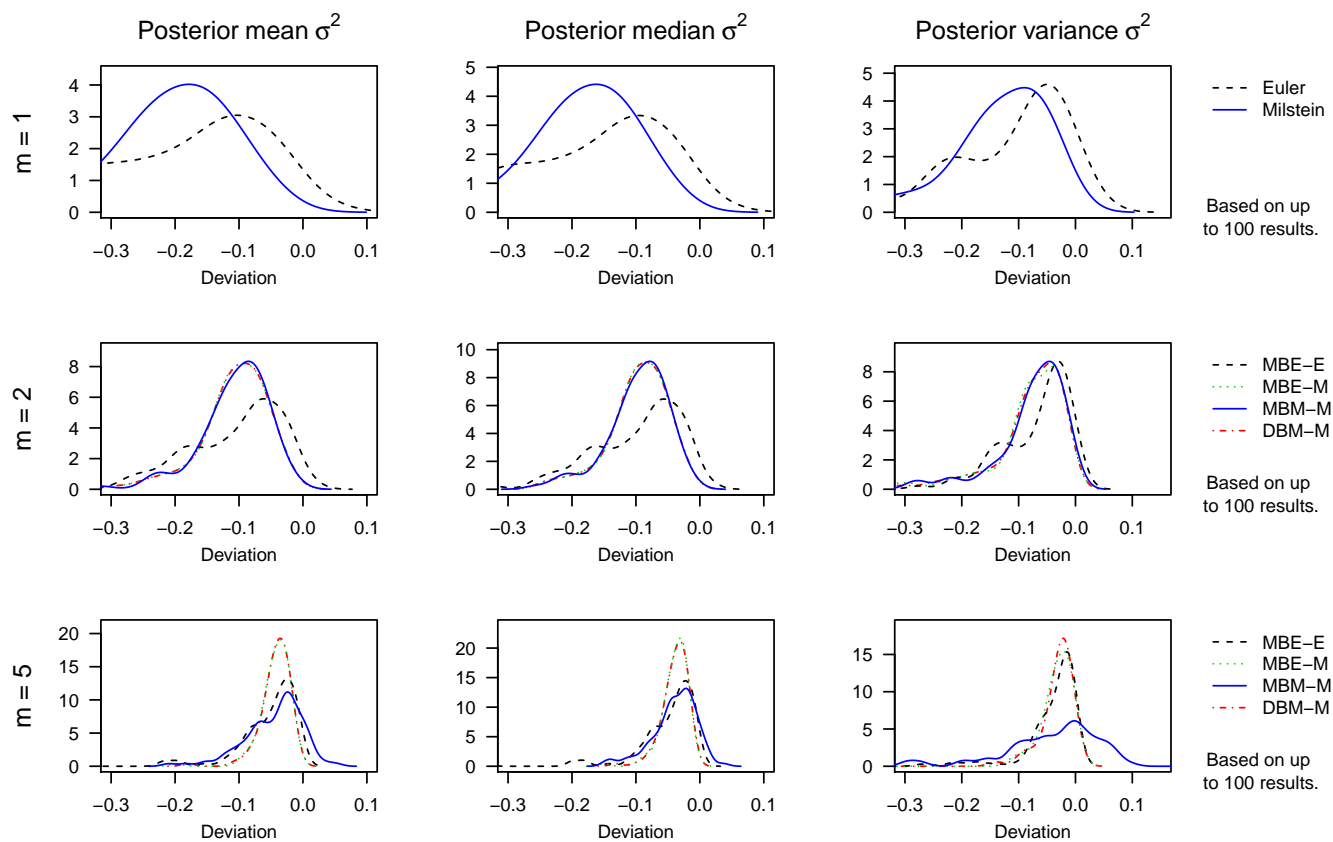 Posterior mean σ² Posterior median σ² Posterior variance σ²
m = 1
4
3
2
1
0
−0.3 −0.2 −0.1 0.0 0.1
Deviation
5
4
3
2
1
0
−0.3 −0.2 −0.1 0.0 0.1
Deviation
5
4
3
2
1
0
−0.3 −0.2 −0.1 0.0 0.1
Deviation
Euler
Milstein
Based on up
to 100 results.
m = 2
8
6
4
2
0
−0.3 −0.2 −0.1 0.0 0.1
Deviation
10
8
6
4
2
0
−0.3 −0.2 −0.1 0.0 0.1
Deviation
8
6
4
2
0
−0.3 −0.2 −0.1 0.0 0.1
Deviation
MBE−E
MBE−M
MBM−M
DBM−M
Based on up
to 100 results.
m = 5
20
15
10
5
0
−0.3 −0.2 −0.1 0.0 0.1
Deviation
20
15
10
5
0
−0.3 −0.2 −0.1 0.0 0.1
Deviation
15
10
5
0
−0.3 −0.2 −0.1 0.0 0.1
Deviation
MBE−E
MBE−M
MBM−M
DBM−M
Based on up
to 100 results.